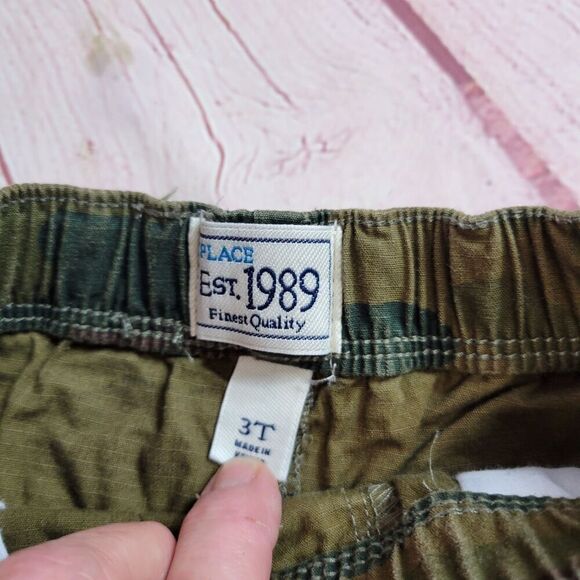 PLACE
EST. 1989
Finest Quality
3T
MADE IN